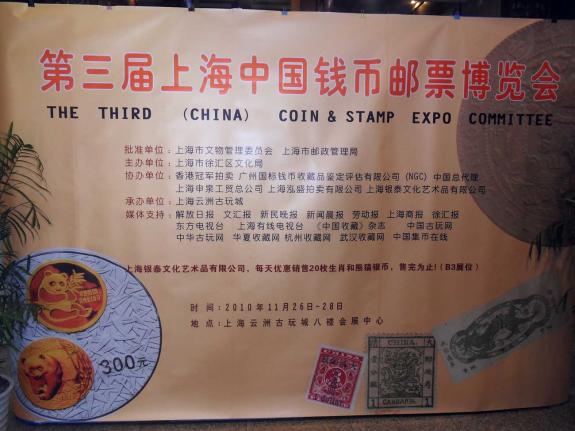 第三届上海中国钱币邮票博览会
THE THIRD (CHINA) COIN & STAMP EXPO COMMITTEE
批准单位：上海市文物管理委员会 上海市邮政管理局
主办单位：上海市徐汇区文化局
协办单位：香港冠军拍卖 广州国际钱币收藏品鉴定评估有限公司 (NGC) 中国总代理
上海申泉工贸总公司 上海泓盛拍卖有限公司 上海银泰文化艺术品有限公司
承办单位：上海云洲古玩城
媒体支持：解放日报 文汇报 新民晚报 新闻晨报 劳动报 上海商报 徐汇报
东方电视台 上海有线电视台 《中国收藏》杂志 中国古玩网
中华古玩网 华夏收藏网 杭州收藏网 武汉收藏网 中国集币在线
上海银泰文化艺术品有限公司，每天优惠销售20枚生肖和熊猫银币，售完为止!（B3展位）
时间：2010年11月26日-28日
地点：上海云洲古玩城八楼会展中心
300元
CHINA
1 CANDARIN. 1